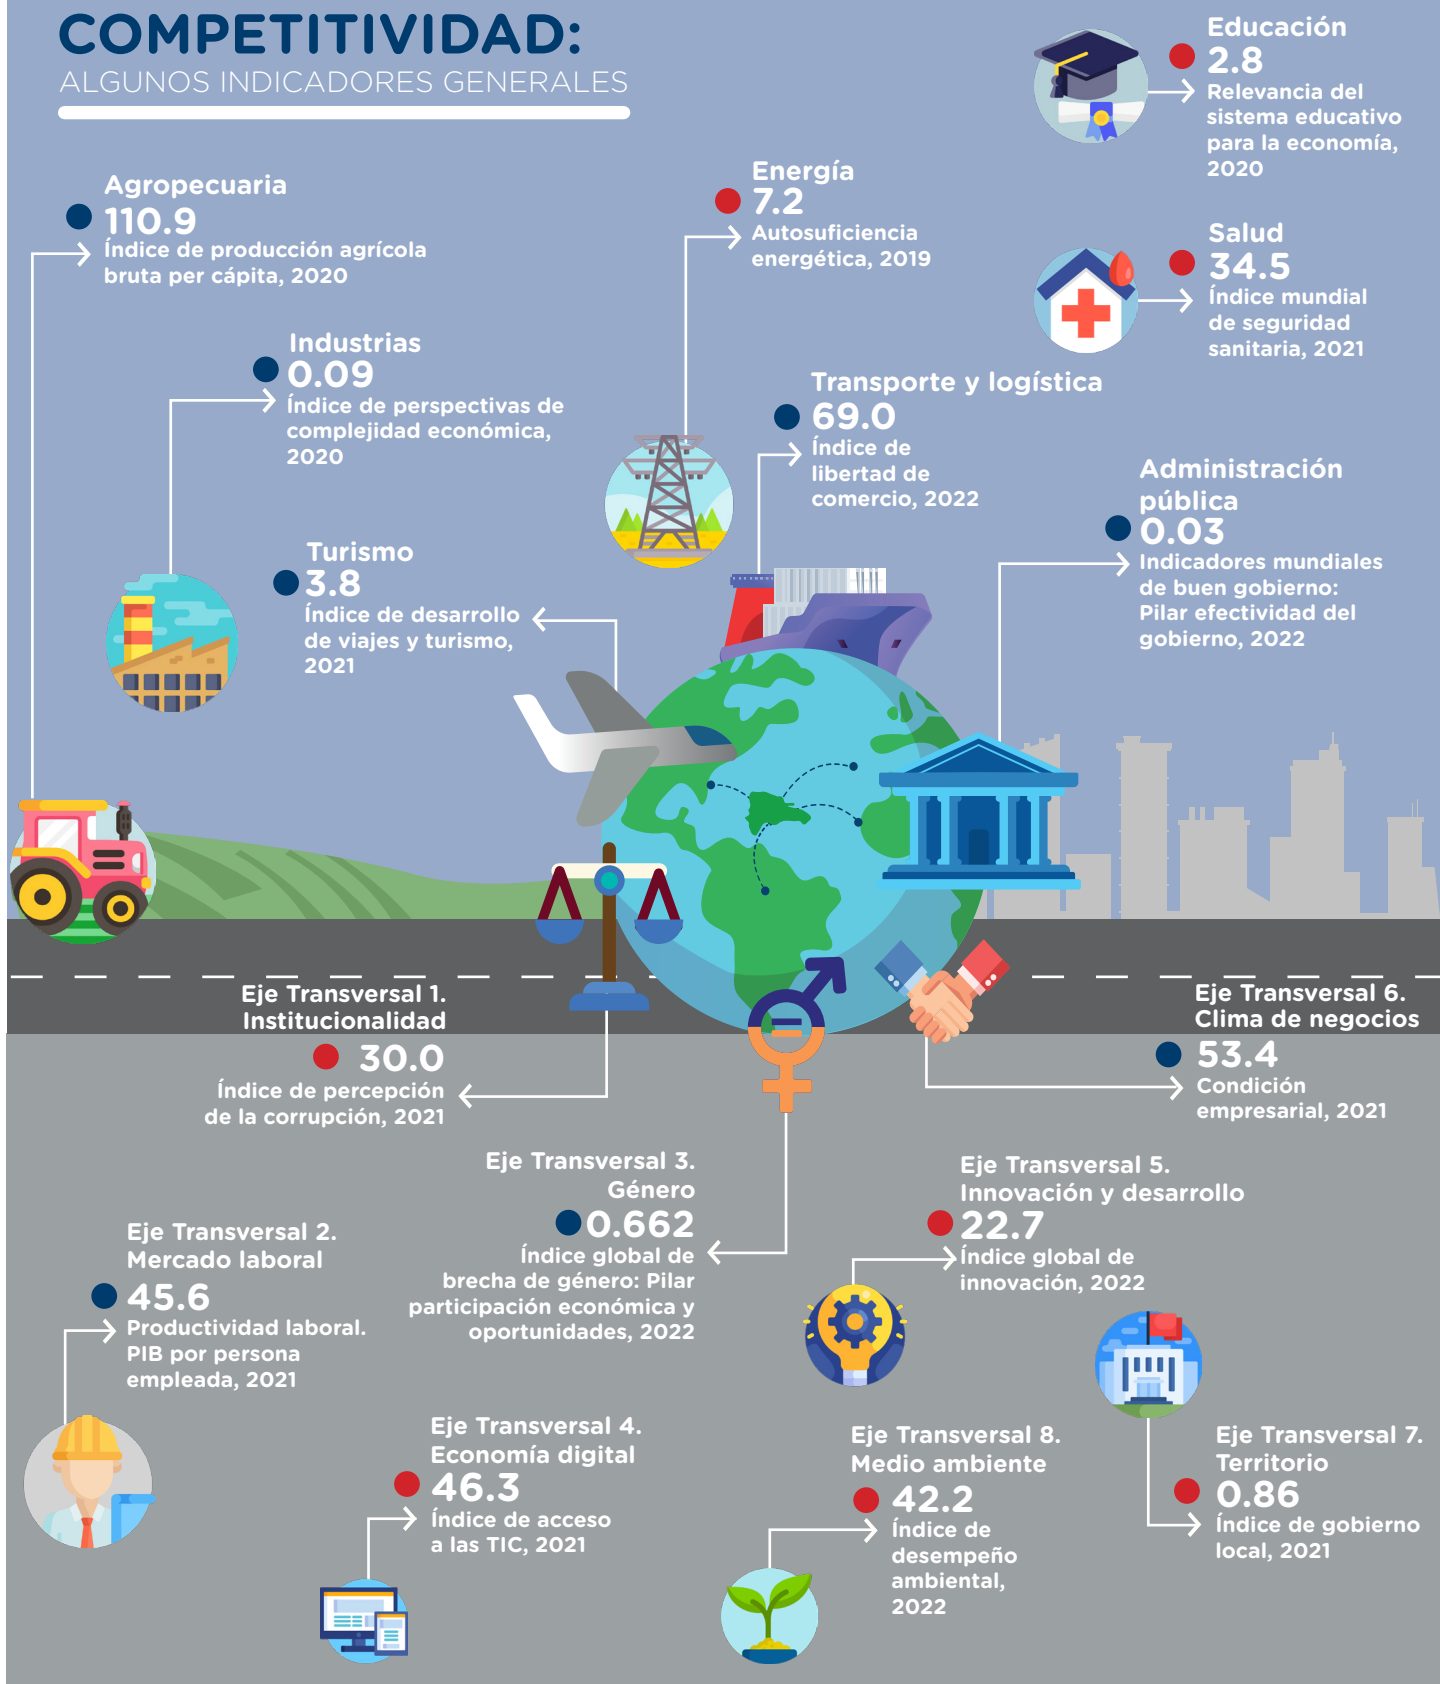 COMPETITIVIDAD:
ALGUNOS INDICADORES GENERALES
Educación
2.8
Relevancia del
sistema educativo
para la economía,
2020
Agropecuaria
110.9
Índice de producción agrícola
bruta per cápita, 2020
Energía
7.2
Autosuficiencia
energética, 2019
Salud
34.5
Índice mundial
de seguridad
sanitaria, 2021
Industrias
0.09
Índice de perspectivas de
complejidad económica,
2020
Transporte y logística
69.0
Índice de
libertad de
comercio, 2022
Administración
pública
0.03
Indicadores mundiales
de buen gobierno:
Pilar efectividad del
gobierno, 2022
Turismo
3.8
Índice de desarrollo
de viajes y turismo,
2021
Eje Transversal 1.
Institucionalidad
30.0
Índice de percepción
de la corrupción, 2021
Eje Transversal 6.
Clima de negocios
53.4
Condición
empresarial, 2021
Eje Transversal 3.
Género
0.662
Índice global de
brecha de género: Pilar
participación económica y
oportunidades, 2022
Eje Transversal 5.
Innovación y desarrollo
22.7
Índice global de
innovación, 2022
Eje Transversal 2.
Mercado laboral
45.6
Productividad laboral.
PIB por persona
empleada, 2021
Eje Transversal 4.
Economía digital
46.3
Índice de acceso
a las TIC, 2021
Eje Transversal 8.
Medio ambiente
42.2
Índice de
desempeño
ambiental,
2022
Eje Transversal 7.
Territorio
0.86
Índice de gobierno
local, 2021